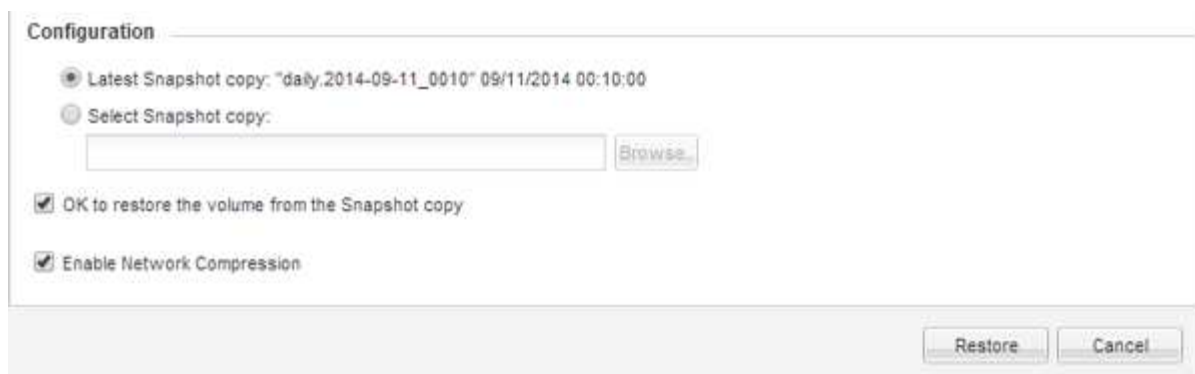 Configuration
Latest Snapshot copy: "daily.2014-09-11_0010" 09/11/2014 00:10:00
Select Snapshot copy:
Browse..
OK to restore the volume from the Snapshot copy
Enable Network Compression
Restore Cancel